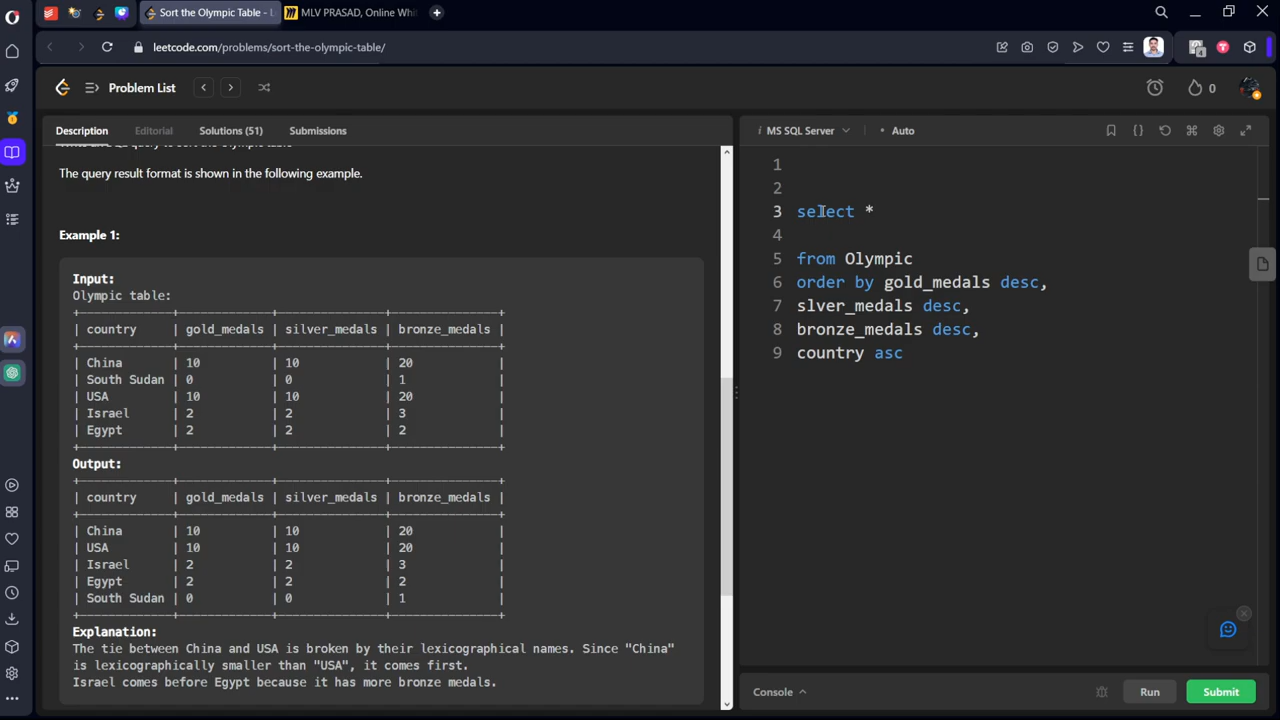 Sort the Olympic Table - L
MLV PRASAD, Online Whit
leetcode.com/problems/sort-the-olympic-table/
Problem List
0
Description
Editorial
Solutions (51)
Submissions
query to sort the Olympic table
The query result format is shown in the following example.
Example 1:
Input:
Olympic table:
+-------------+-------------+---------------+---------------+
| country | gold_medals | silver_medals | bronze_medals |
+-------------+-------------+---------------+---------------+
| China | 10 | 10 | 20 |
| South Sudan | 0 | 0 | 1 |
| USA | 10 | 10 | 20 |
| Israel | 2 | 2 | 3 |
| Egypt | 2 | 2 | 2 |
+-------------+-------------+---------------+---------------+
Output:
+-------------+-------------+---------------+---------------+
| country | gold_medals | silver_medals | bronze_medals |
+-------------+-------------+---------------+---------------+
| China | 10 | 10 | 20 |
| USA | 10 | 10 | 20 |
| Israel | 2 | 2 | 3 |
| Egypt | 2 | 2 | 2 |
| South Sudan | 0 | 0 | 1 |
+-------------+-------------+---------------+---------------+
Explanation:
The tie between China and USA is broken by their lexicographical names. Since "China"
is lexicographically smaller than "USA", it comes first.
Israel comes before Egypt because it has more bronze medals.
i MS SQL Server
• Auto
1
2
3 select *
4
5 from Olympic
6 order by gold_medals desc,
7 slver_medals desc,
8 bronze_medals desc,
9 country asc
Console
Run
Submit